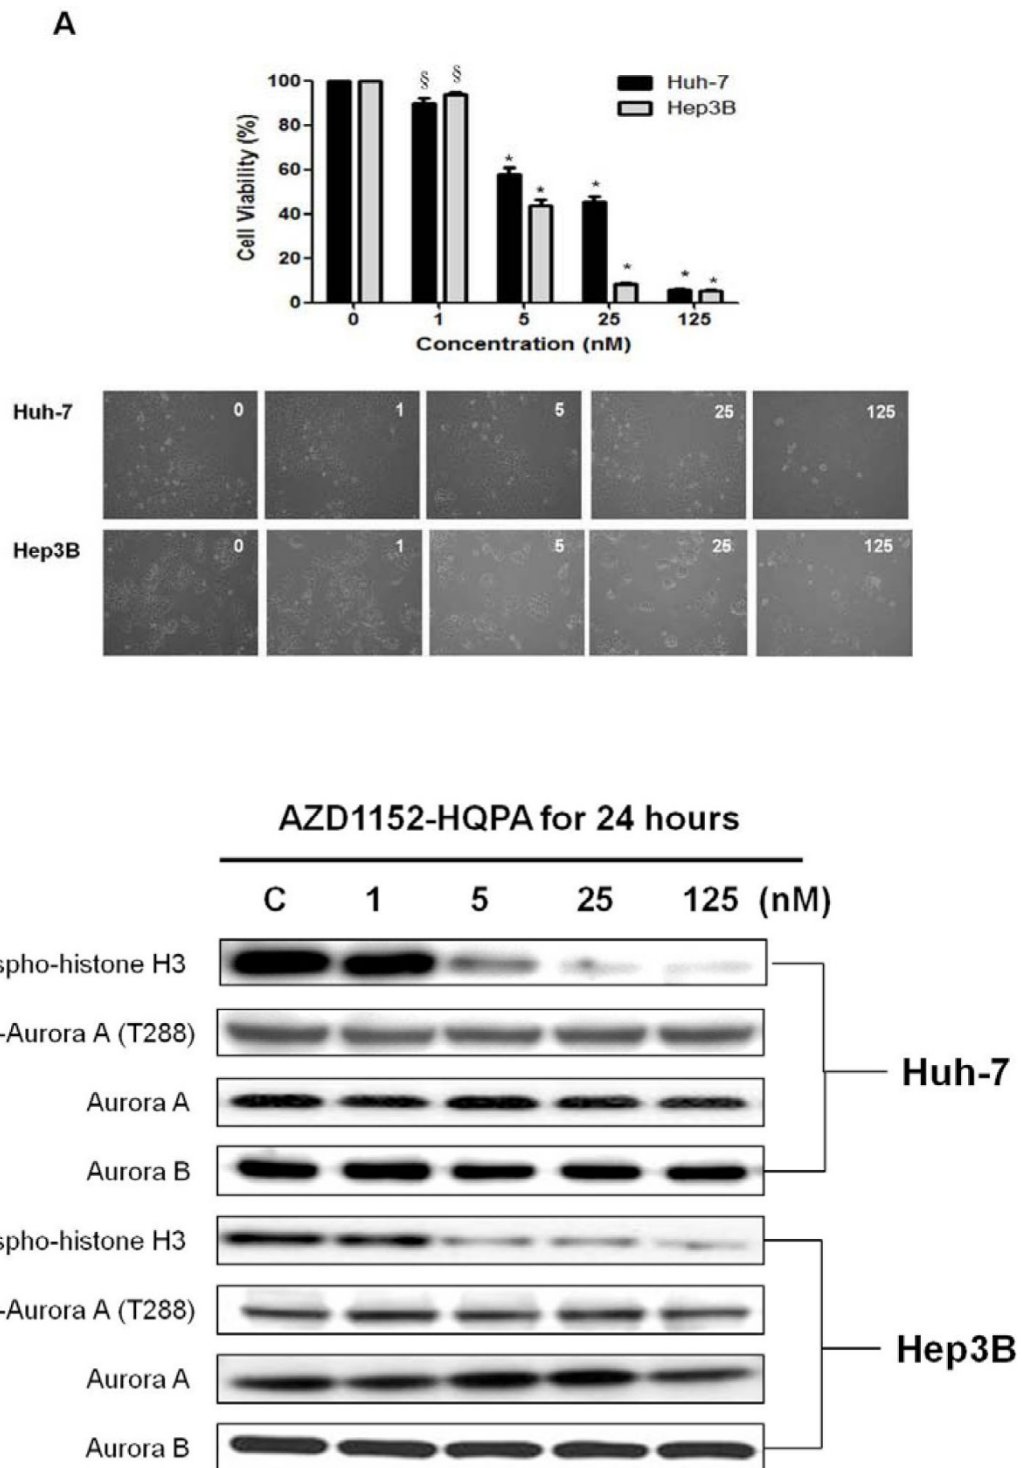 A
100
80
60
40
20
0
Cell Viability (%)
§ §
* * * * * *
Huh-7
Hep3B
0 1 5 25 125
Concentration (nM)
Huh-7 0 1 5 25 125
Hep3B 0 1 5 25 125
AZD1152-HQPA for 24 hours
C 1 5 25 125 (nM)
spho-histone H3
-Aurora A (T288)
Aurora A
Aurora B
Huh-7
spho-histone H3
-Aurora A (T288)
Aurora A
Aurora B
Hep3B